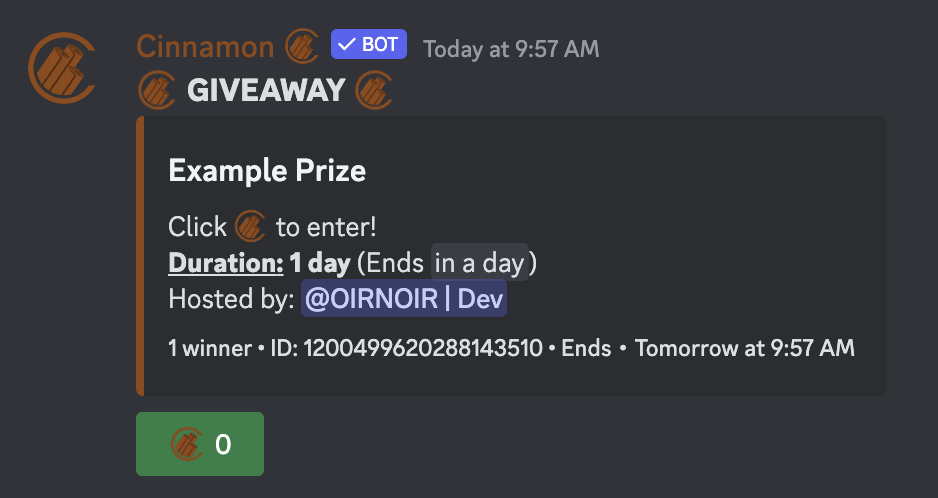 Cinnamon ✓ BOT Today at 9:57 AM
GIVEAWAY
Example Prize
Click to enter!
Duration: 1 day (Ends in a day)
Hosted by: @OIRNOIR | Dev
1 winner • ID: 1200499620288143510 • Ends • Tomorrow at 9:57 AM
0